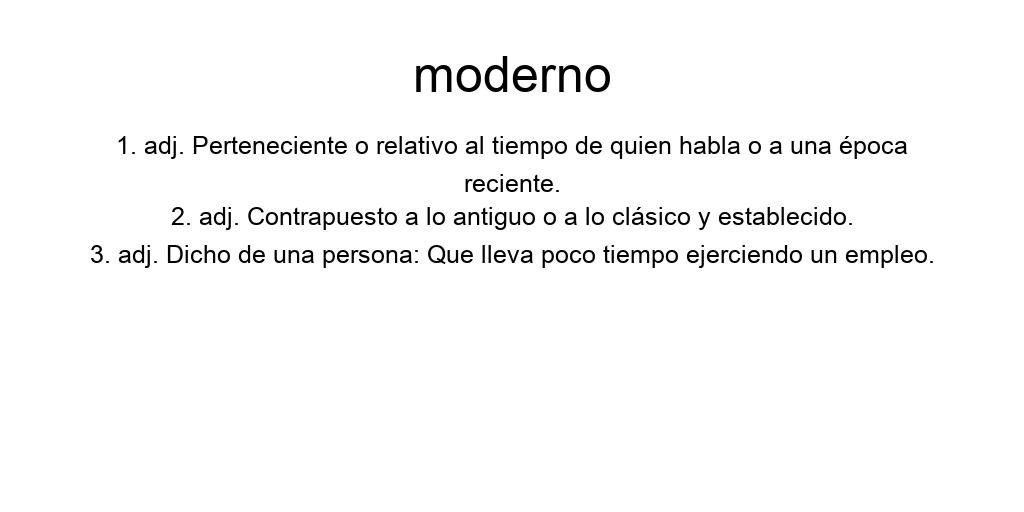 moderno
1. adj. Perteneciente o relativo al tiempo de quien habla o a una época
reciente.
2. adj. Contrapuesto a lo antiguo o a lo clásico y establecido.
3. adj. Dicho de una persona: Que lleva poco tiempo ejerciendo un empleo.